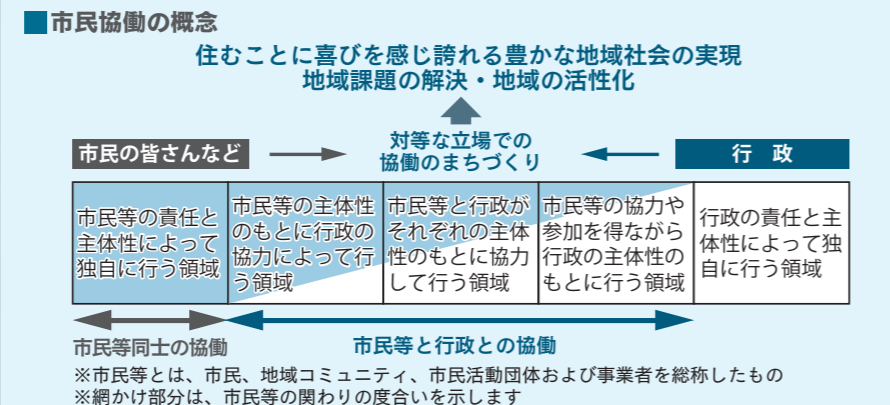 市民協働の概念
住むことに喜びを感じ誇れる豊かな地域社会の実現
地域課題の解決・地域の活性化
市民の皆さんなど
対等な立場での
協働のまちづくり
行 政
市民等の責任と
主体性によって
独自に行う領域
市民等の主体性
のもとに行政の
協力によって行
う領域
市民等と行政が
それぞれの主体
性のもとに協力
して行う領域
市民等の協力や
参加を得ながら
行政の主体性の
もとに行う領域
行政の責任と主
体性によって独
自に行う領域
市民等同士の協働
市民等と行政との協働
※市民等とは、市民、地域コミュニティ、市民活動団体および事業者を総称したもの
※網かけ部分は、市民等の関わりの度合いを示します